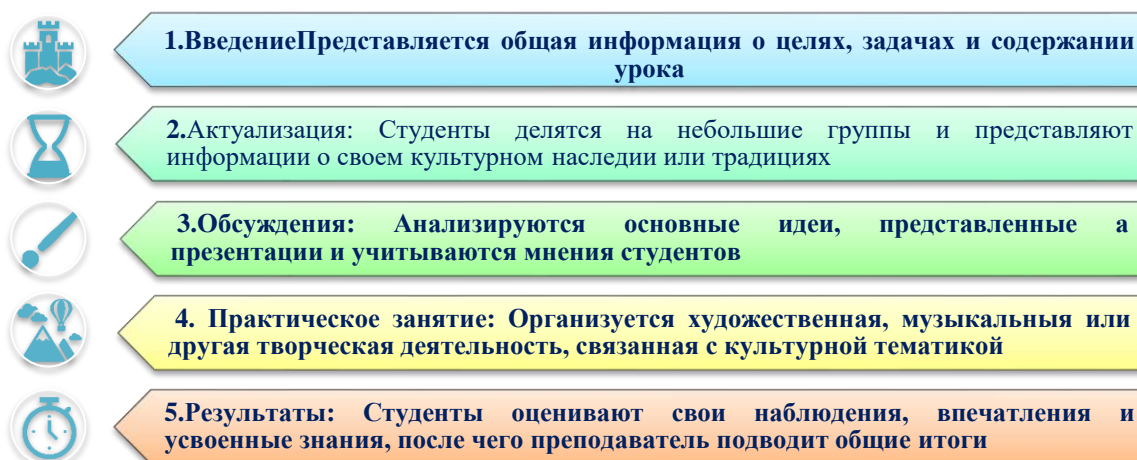 1.ВведениеПредставляется общая информация о целях, задачах и содержании
урока
2.Актуализация: Студенты делятся на небольшие группы и представляют
информации о своем культурном наследии или традициях
3.Обсуждения: Анализируются основные идеи, представленные а
презентации и учитываются мнения студентов
4. Практическое занятие: Организуется художественная, музыкальныя или
другая творческая деятельность, связанная с культурной тематикой
5.Результаты: Студенты оценивают свои наблюдения, впечатления и
усвоенные знания, после чего преподаватель подводит общие итоги